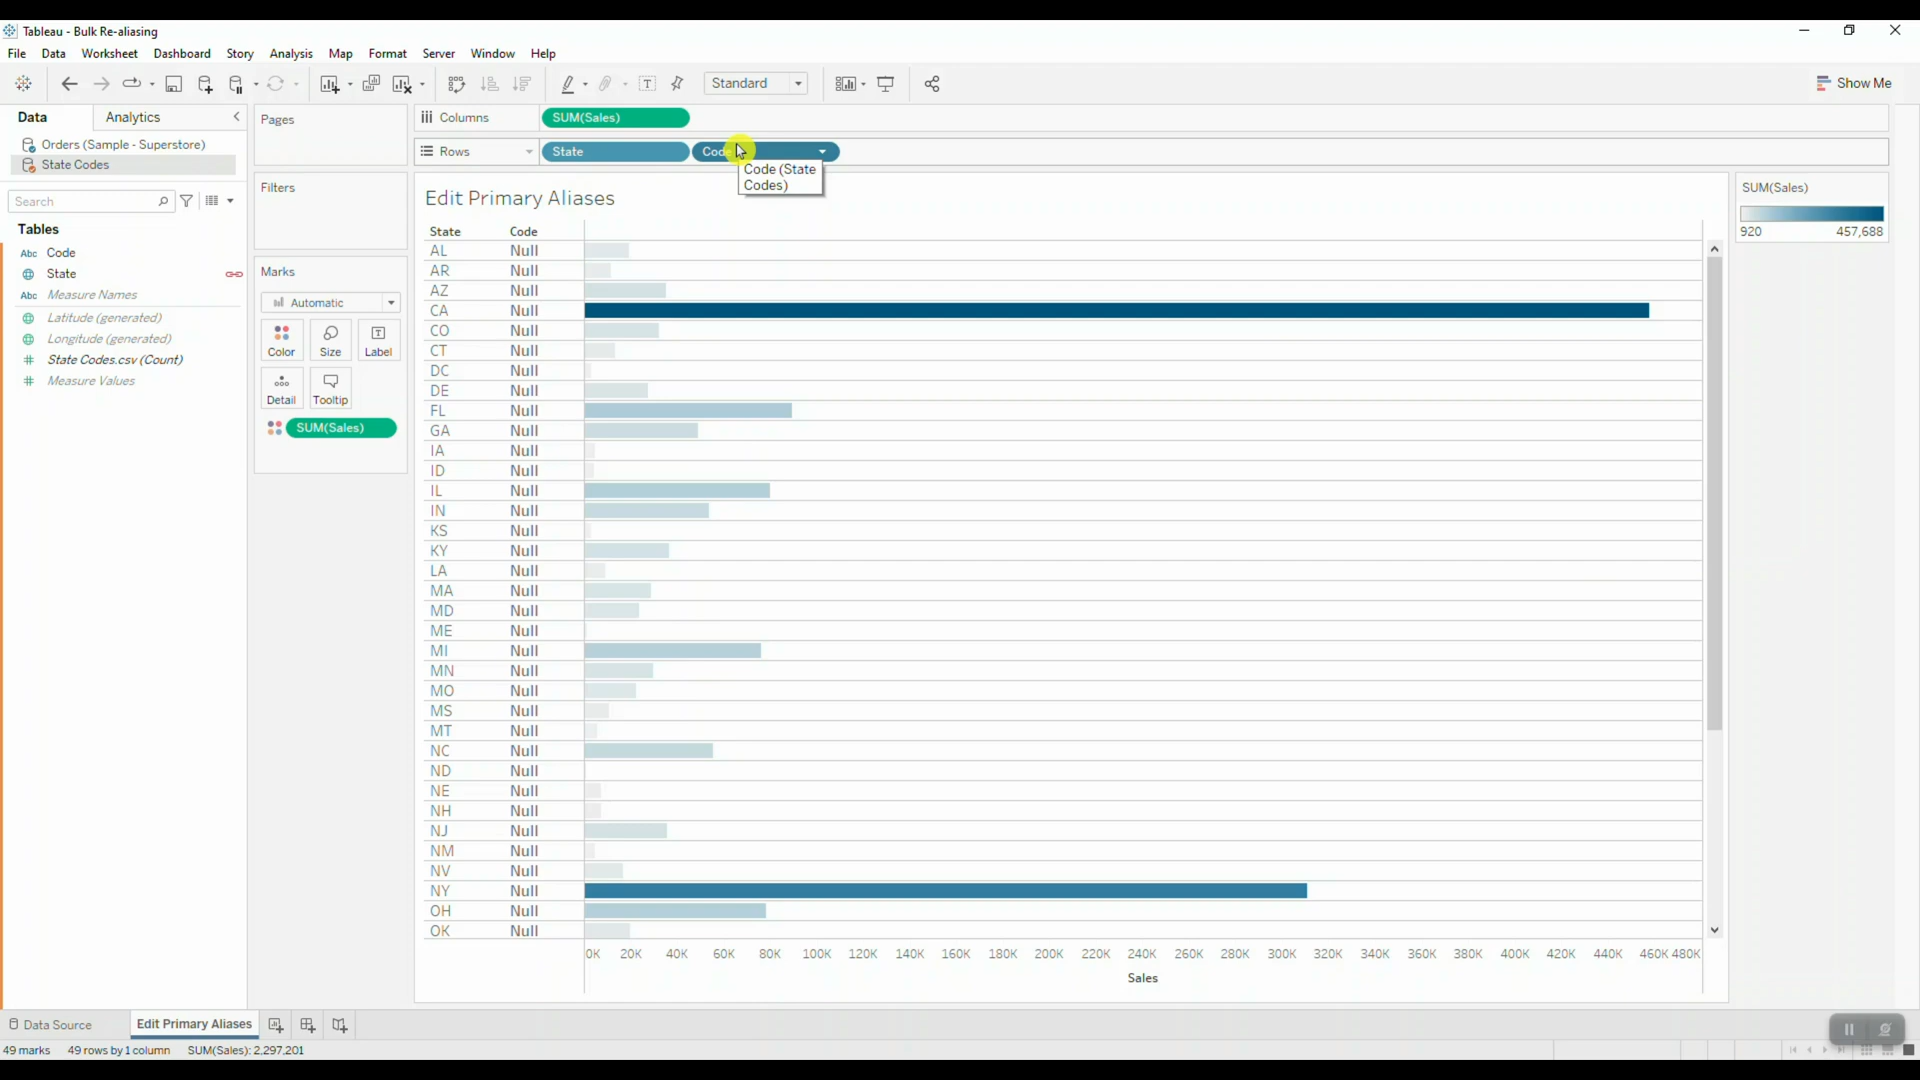 Tableau - Bulk Re-aliasing
File Data Worksheet Dashboard Story Analysis Map Format Server Window Help
Standard
Show Me
Data Analytics
Orders (Sample - Superstore)
State Codes
Search
Tables
Abc Code
State
Abc Measure Names
Latitude (generated)
Longitude (generated)
# State Codes.csv (Count)
# Measure Values
Pages
Filters
Marks
Automatic
Color Size Label
Detail Tooltip
SUM(Sales)
Columns SUM(Sales)
Rows State Code
Code (State
Codes)
Edit Primary Aliases
State Code
AL Null
AR Null
AZ Null
CA Null
CO Null
CT Null
DC Null
DE Null
FL Null
GA Null
IA Null
ID Null
IL Null
IN Null
KS Null
KY Null
LA Null
MA Null
MD Null
ME Null
MI Null
MN Null
MO Null
MS Null
MT Null
NC Null
ND Null
NE Null
NH Null
NJ Null
NM Null
NV Null
NY Null
OH Null
OK Null
0K 20K 40K 60K 80K 100K 120K 140K 160K 180K 200K 220K 240K 260K 280K 300K 320K 340K 360K 380K 400K 420K 440K 460K 480K
Sales
SUM(Sales)
920 457,688
Data Source Edit Primary Aliases
49 marks 49 rows by 1 column SUM(Sales): 2,297,201